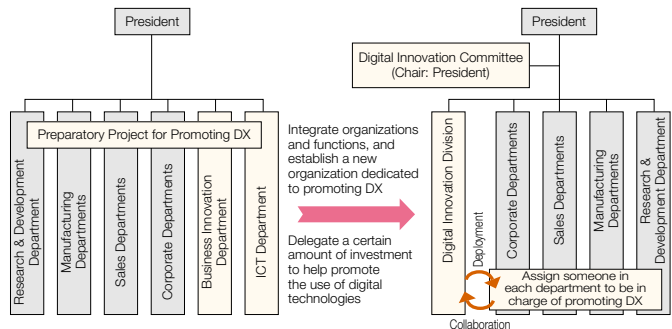 President
Preparatory Project for Promoting DX
Research & Development
Department
Manufacturing
Departments
Sales Departments
Corporate Departments
Business Innovation
Department
ICT Department
Integrate organizations
and functions, and
establish a new
organization dedicated
to promoting DX
Delegate a certain
amount of investment
to help promote
the use of digital
technologies
President
Digital Innovation Committee
(Chair: President)
Digital Innovation Division
Corporate Departments
Sales Departments
Manufacturing
Departments
Research &
Development Department
Deployment
Assign someone in
each department to be in
charge of promoting DX
Collaboration